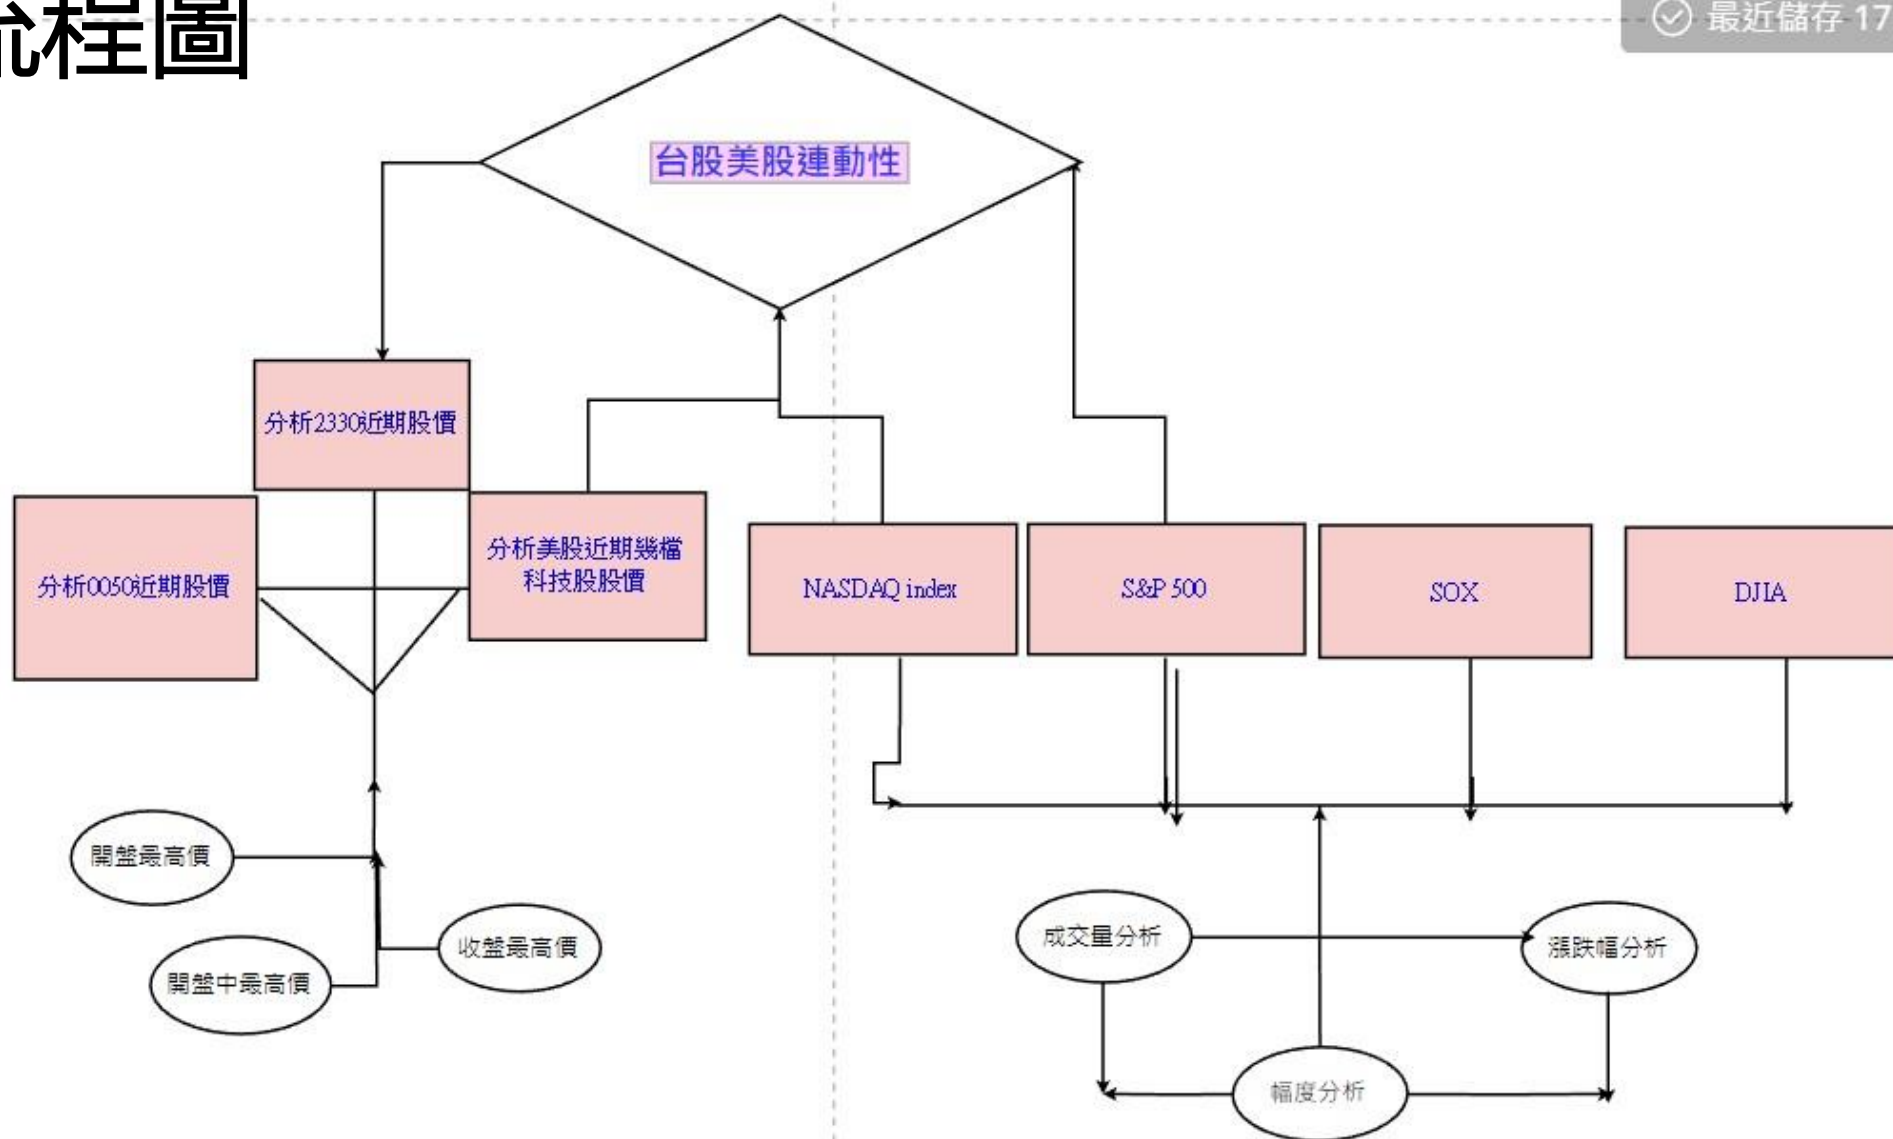 流程圖
最近儲存 17
台股美股連動性
分析2330近期股價
分析0050近期股價
分析美股近期幾檔
科技股股價
NASDAQ index
S&P 500
SOX
DJIA
開盤最高價
收盤最高價
開盤中最高價
成交量分析
漲跌幅分析
幅度分析